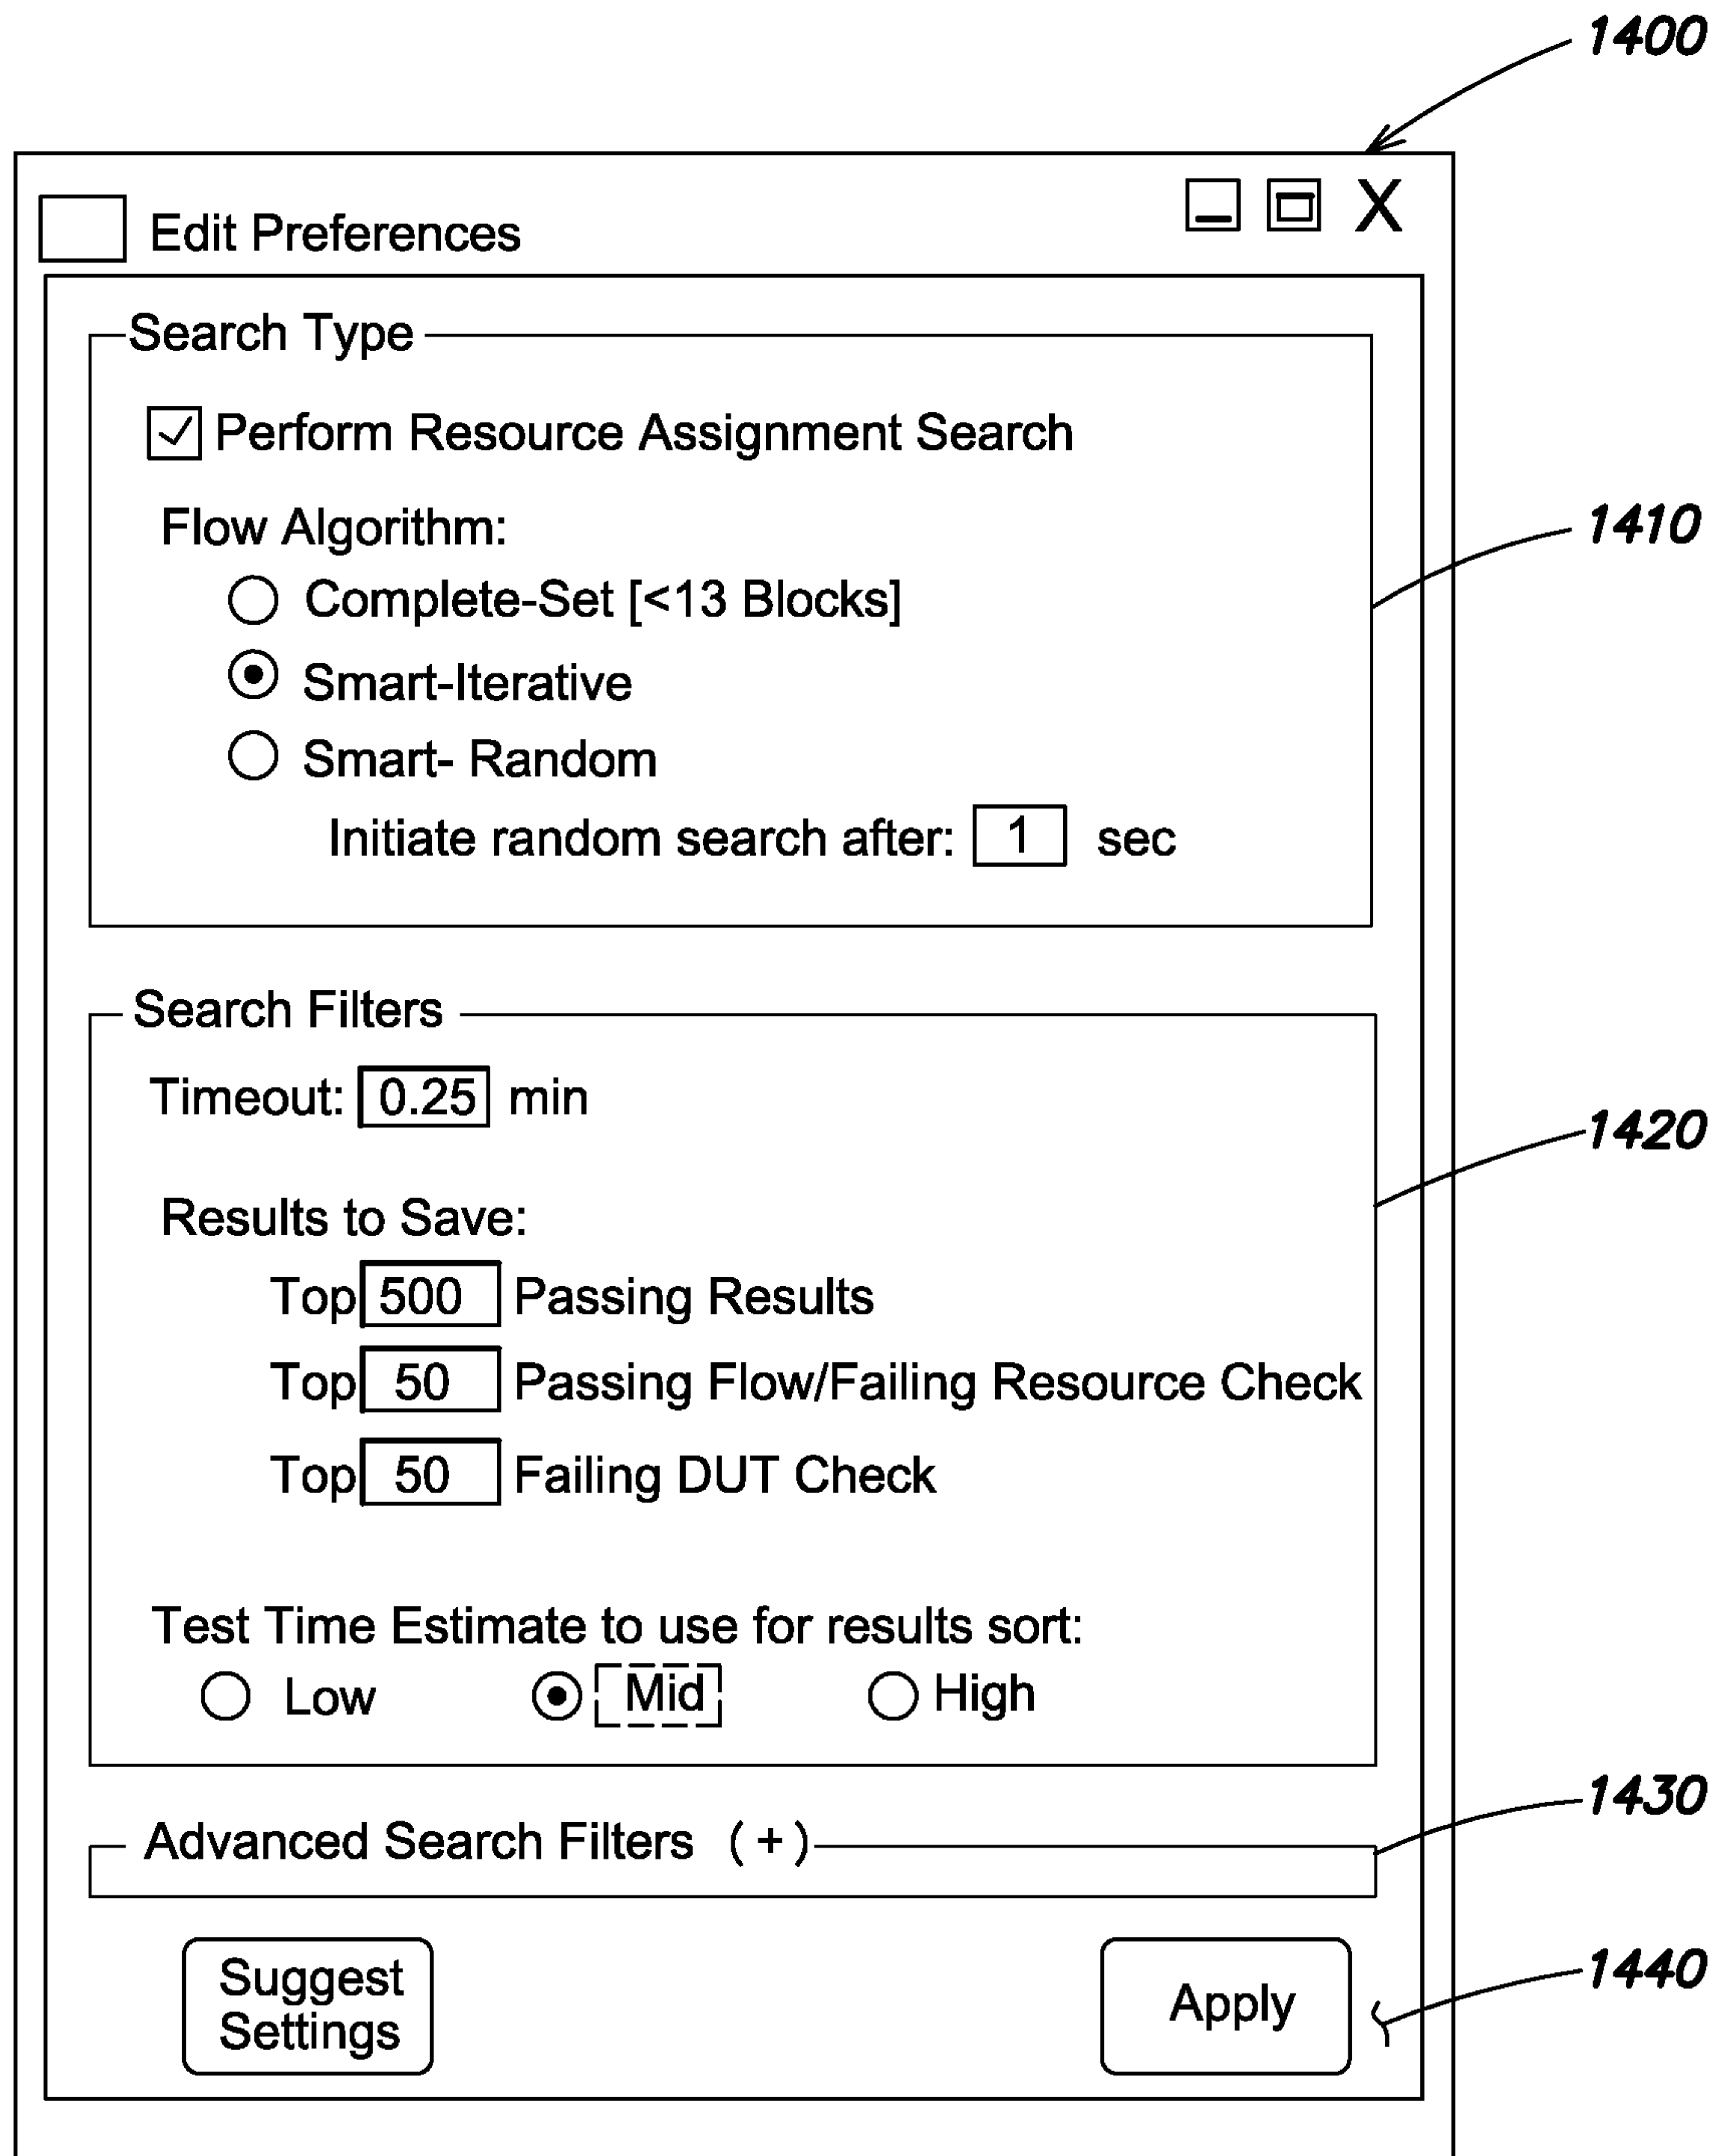 1400
Edit Preferences
X
Search Type
Perform Resource Assignment Search
Flow Algorithm:
1410
Complete-Set [<13 Blocks]
Smart-Iterative
Smart- Random
Initiate random search after: 1 sec
Search Filters
Timeout: 0.25 min
1420
Results to Save:
Top 500 Passing Results
Top 50 Passing Flow/Failing Resource Check
Top 50 Failing DUT Check
Test Time Estimate to use for results sort:
Low Mid High
1430
Advanced Search Filters (+)
1440
Suggest
Settings
Apply